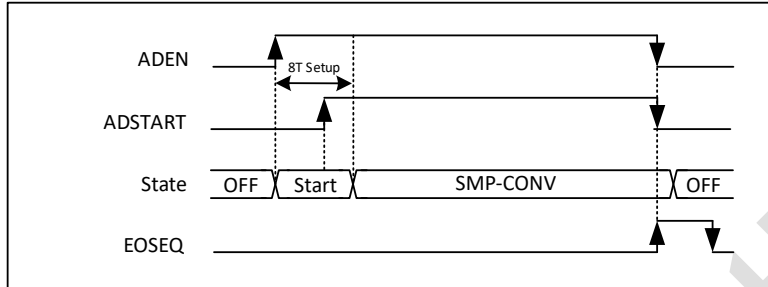 ADEN
8T Setup
ADSTART
State OFF Start SMP-CONV OFF
EOSEQ